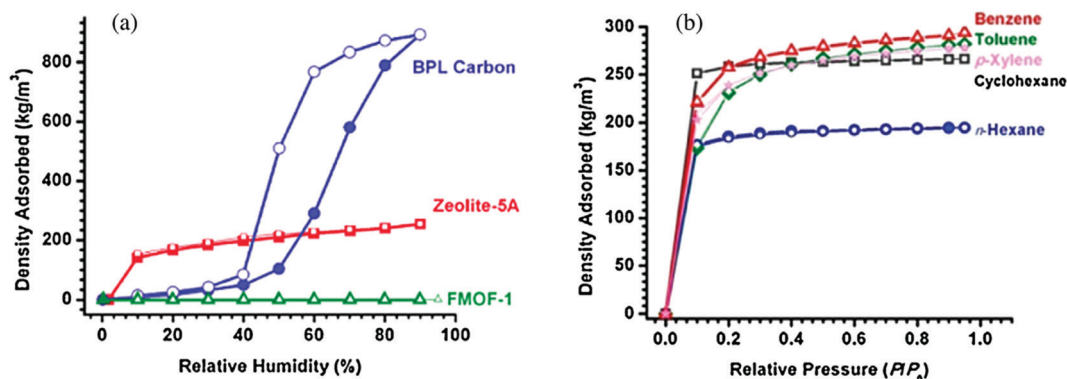 (a)
BPL Carbon
Zeolite-5A
FMOF-1
Density Adsorbed (kg/m³)
800
600
400
200
0
0 20 40 60 80 100
Relative Humidity (%)
(b)
Benzene
Toluene
ρ-Xylene
Cyclohexane
n-Hexane
Density Adsorbed (kg/m³)
300
250
200
150
100
50
0
0.0 0.2 0.4 0.6 0.8 1.0
Relative Pressure (P/P₀)